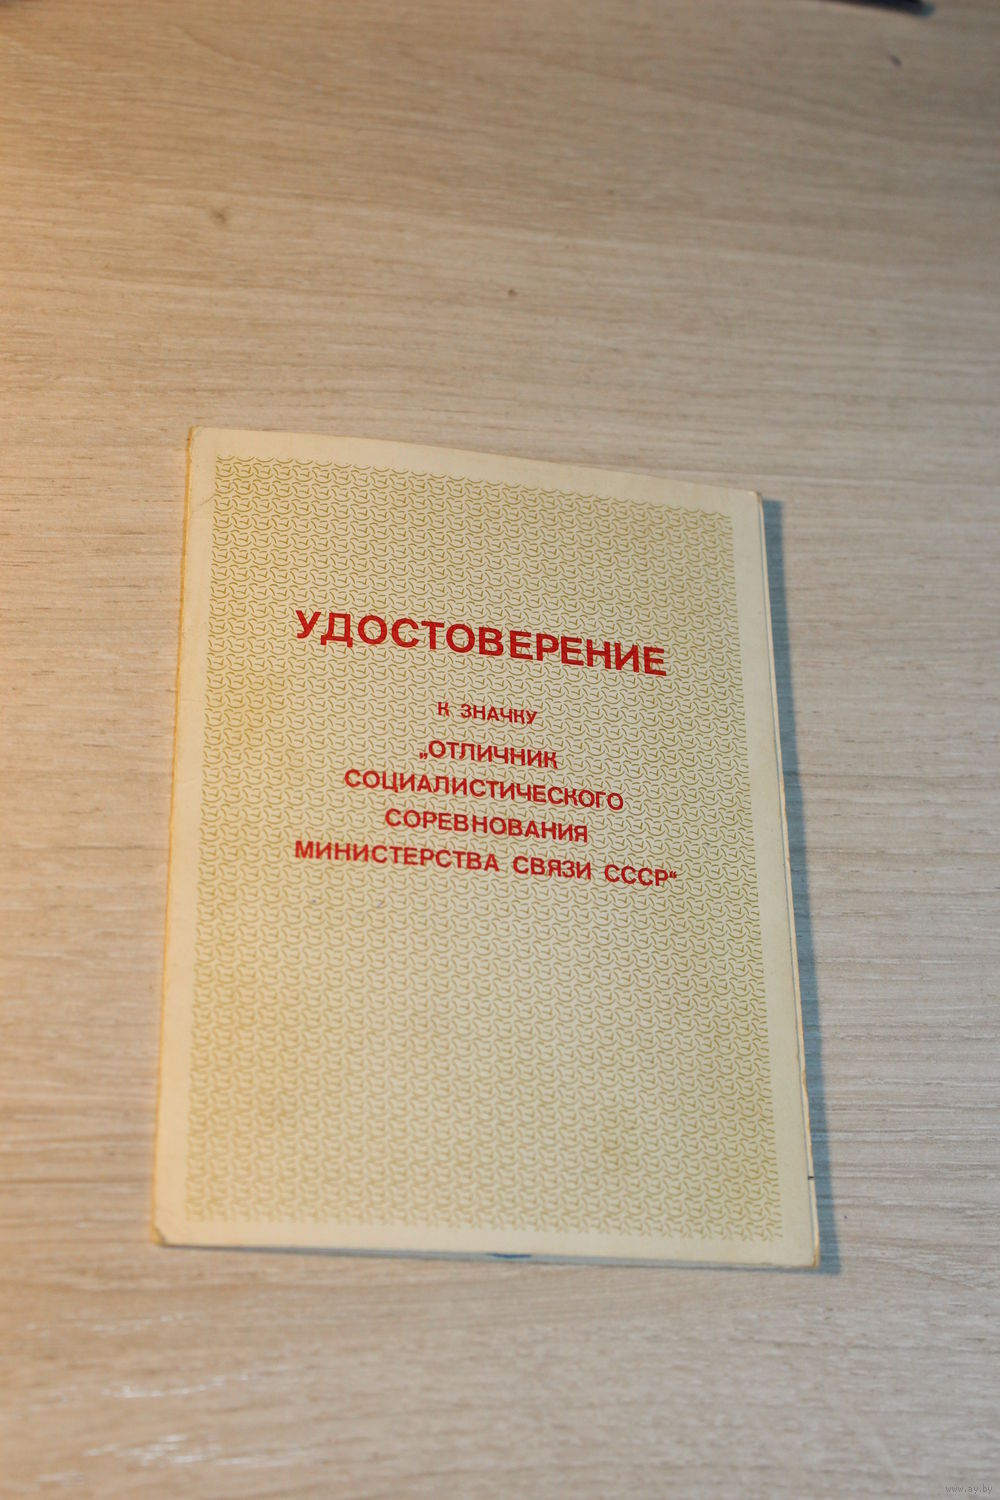 УДОСТОВЕРЕНИЕ
К ЗНАЧКУ
„ОТЛИЧНИК
СОЦИАЛИСТИЧЕСКОГО
СОРЕВНОВАНИЯ
МИНИСТЕРСТВА СВЯЗИ СССР“
www.ay.by